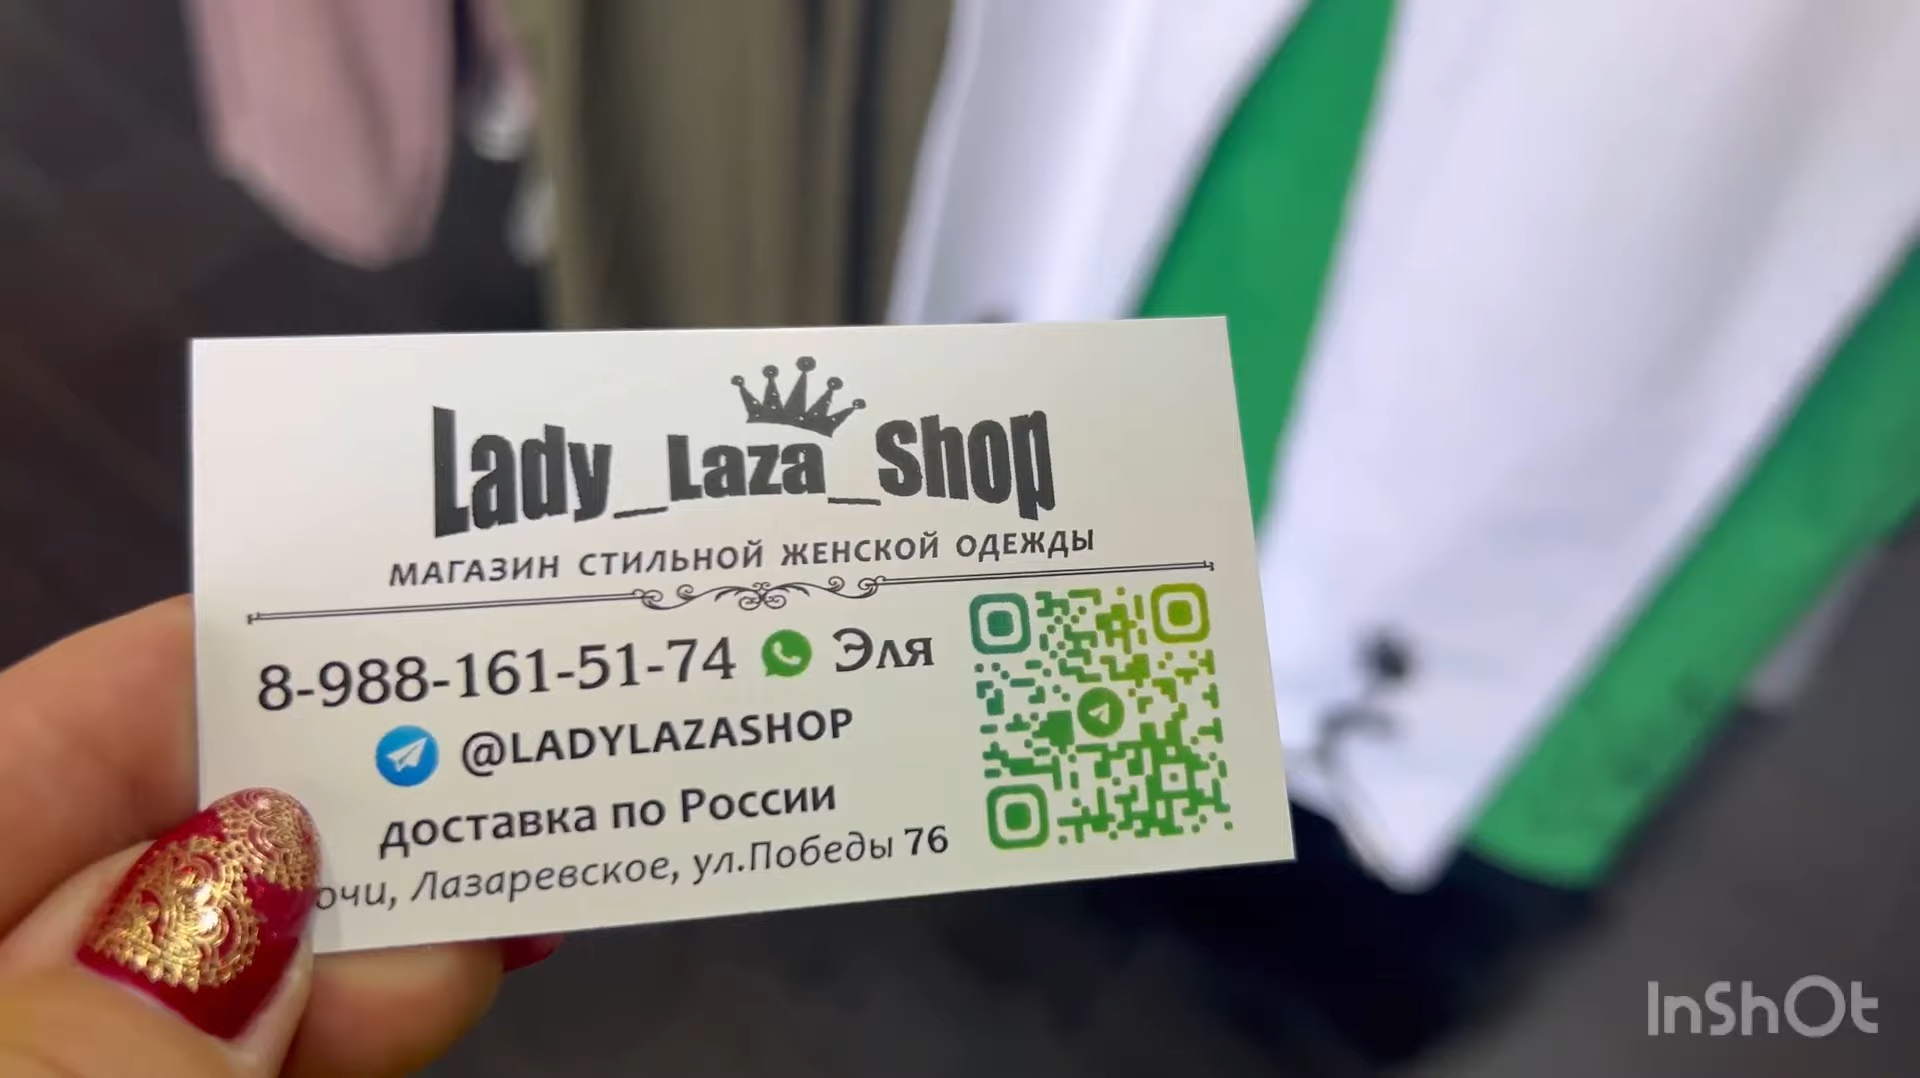 Lady_Laza_Shop
МАГАЗИН СТИЛЬНОЙ ЖЕНСКОЙ ОДЕЖДЫ
8-988-161-51-74 Эля
@LADYLAZASHOP
доставка по России
очи, Лазаревское, ул.Победы 76
InShOt